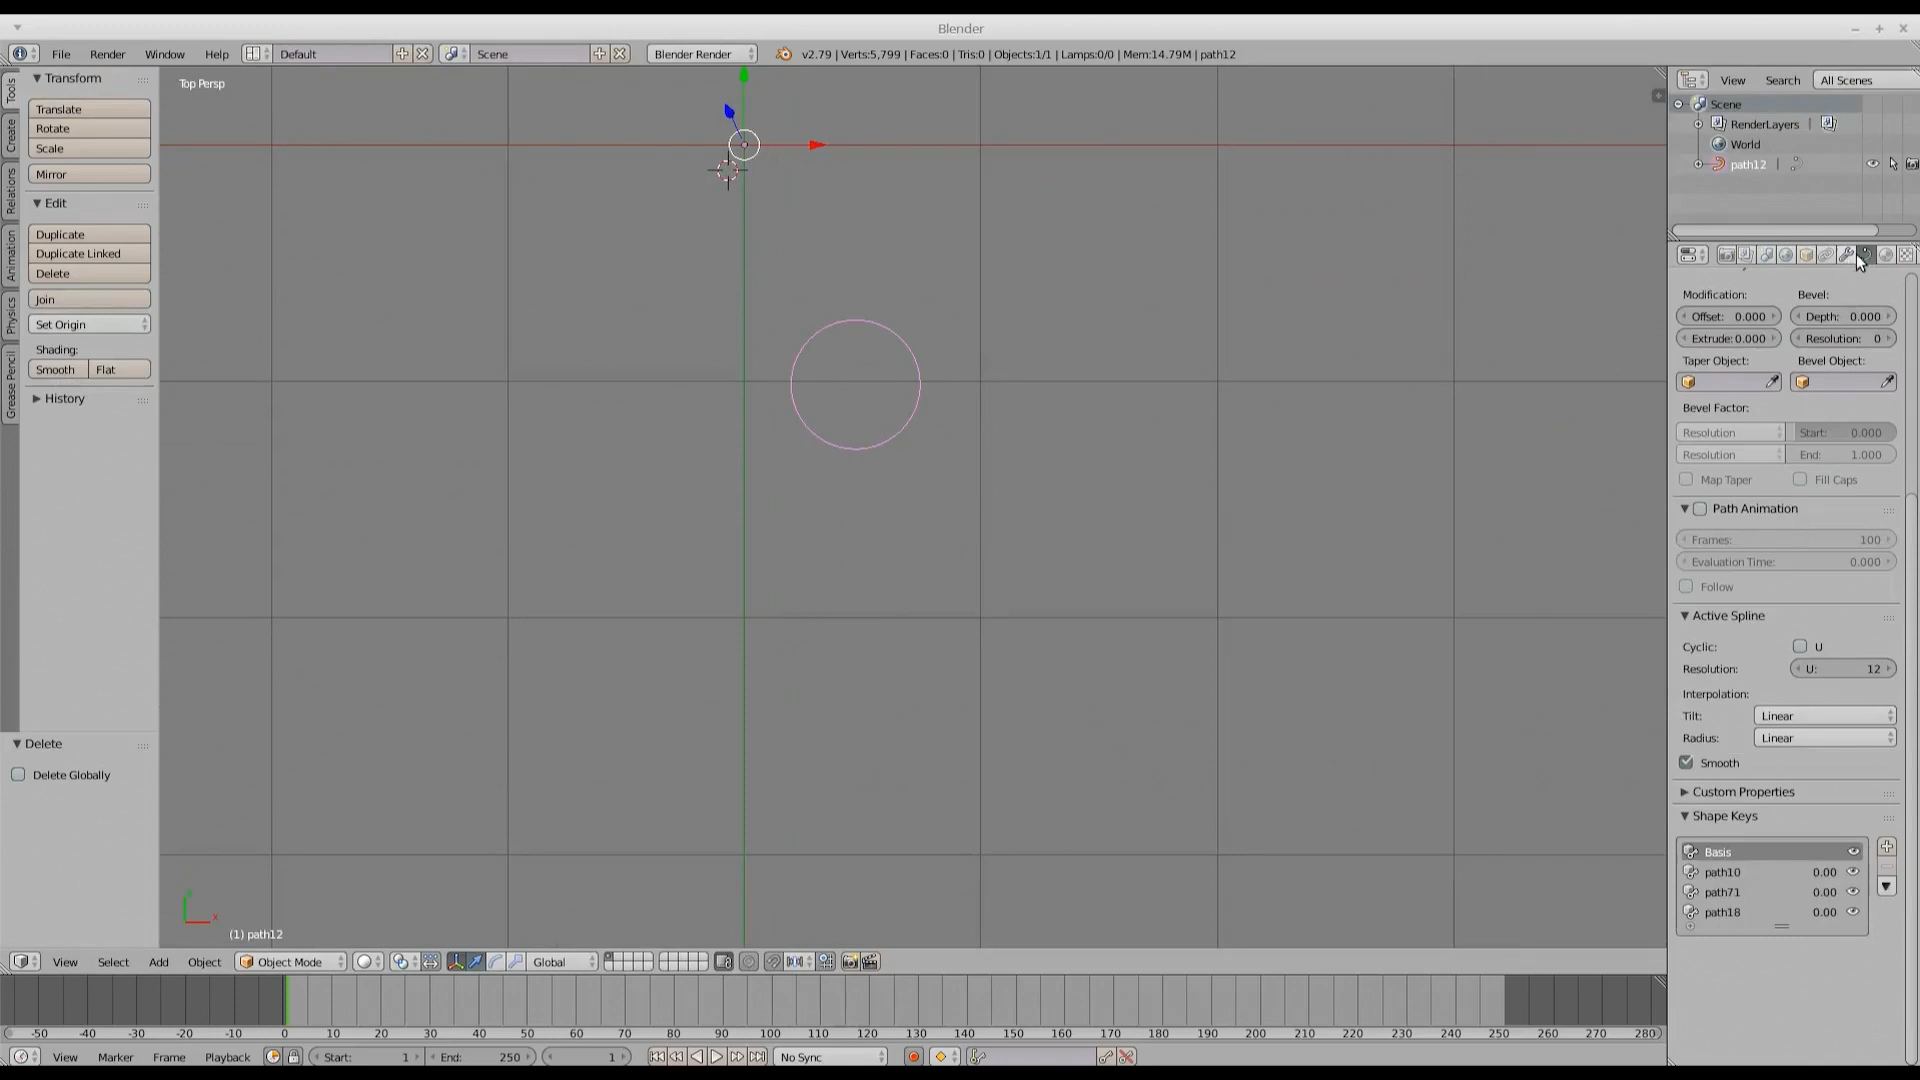 Blender
File Render Window Help Default Scene Blender Render v2.79 | Verts:5,799 | Faces:0 | Tris:0 | Objects:1/1 | Lamps:0/0 | Mem:14.79M | path12
Tools
Create
Relations
Animation
Physics
Grease Pencil
Transform
Translate
Rotate
Scale
Mirror
Edit
Duplicate
Duplicate Linked
Delete
Join
Set Origin
Shading:
Smooth Flat
History
Delete
Delete Globally
Top Persp
x
(1) path12
View Search All Scenes
Scene
RenderLayers |
World
path12 |
Modification: Bevel:
Offset: 0.000 Depth: 0.000
Extrude: 0.000 Resolution: 0
Taper Object: Bevel Object:
Bevel Factor:
Resolution Start: 0.000
Resolution End: 1.000
Map Taper Fill Caps
Path Animation
Frames: 100
Evaluation Time: 0.000
Follow
Active Spline
Cyclic: U
Resolution: U: 12
Interpolation:
Tilt: Linear
Radius: Linear
Smooth
Custom Properties
Shape Keys
Basis
path10 0.00
path71 0.00
path18 0.00
View Select Add Object Object Mode Global
-50 -40 -30 -20 -10 0 10 20 30 40 50 60 70 80 90 100 110 120 130 140 150 160 170 180 190 200 210 220 230 240 250 260 270 280
View Marker Frame Playback Start: 1 End: 250 1 No Sync